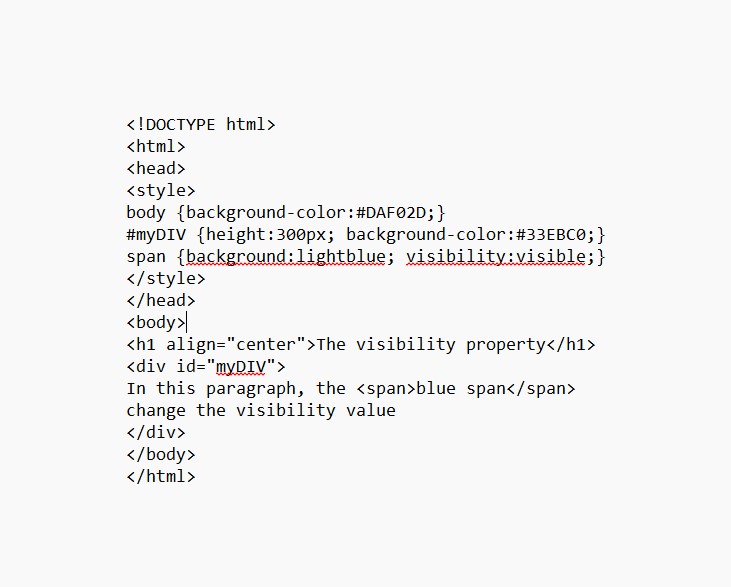 <!DOCTYPE html>
<html>
<head>
<style>
body {background-color:#DAF02D;}
#myDIV {height:300px; background-color:#33EBC0;}
span {background:lightblue; visibility:visible;}
</style>
</head>
<body>
<h1 align="center">The visibility property</h1>
<div id="myDIV">
In this paragraph, the <span>blue span</span>
change the visibility value
</div>
</body>
</html>